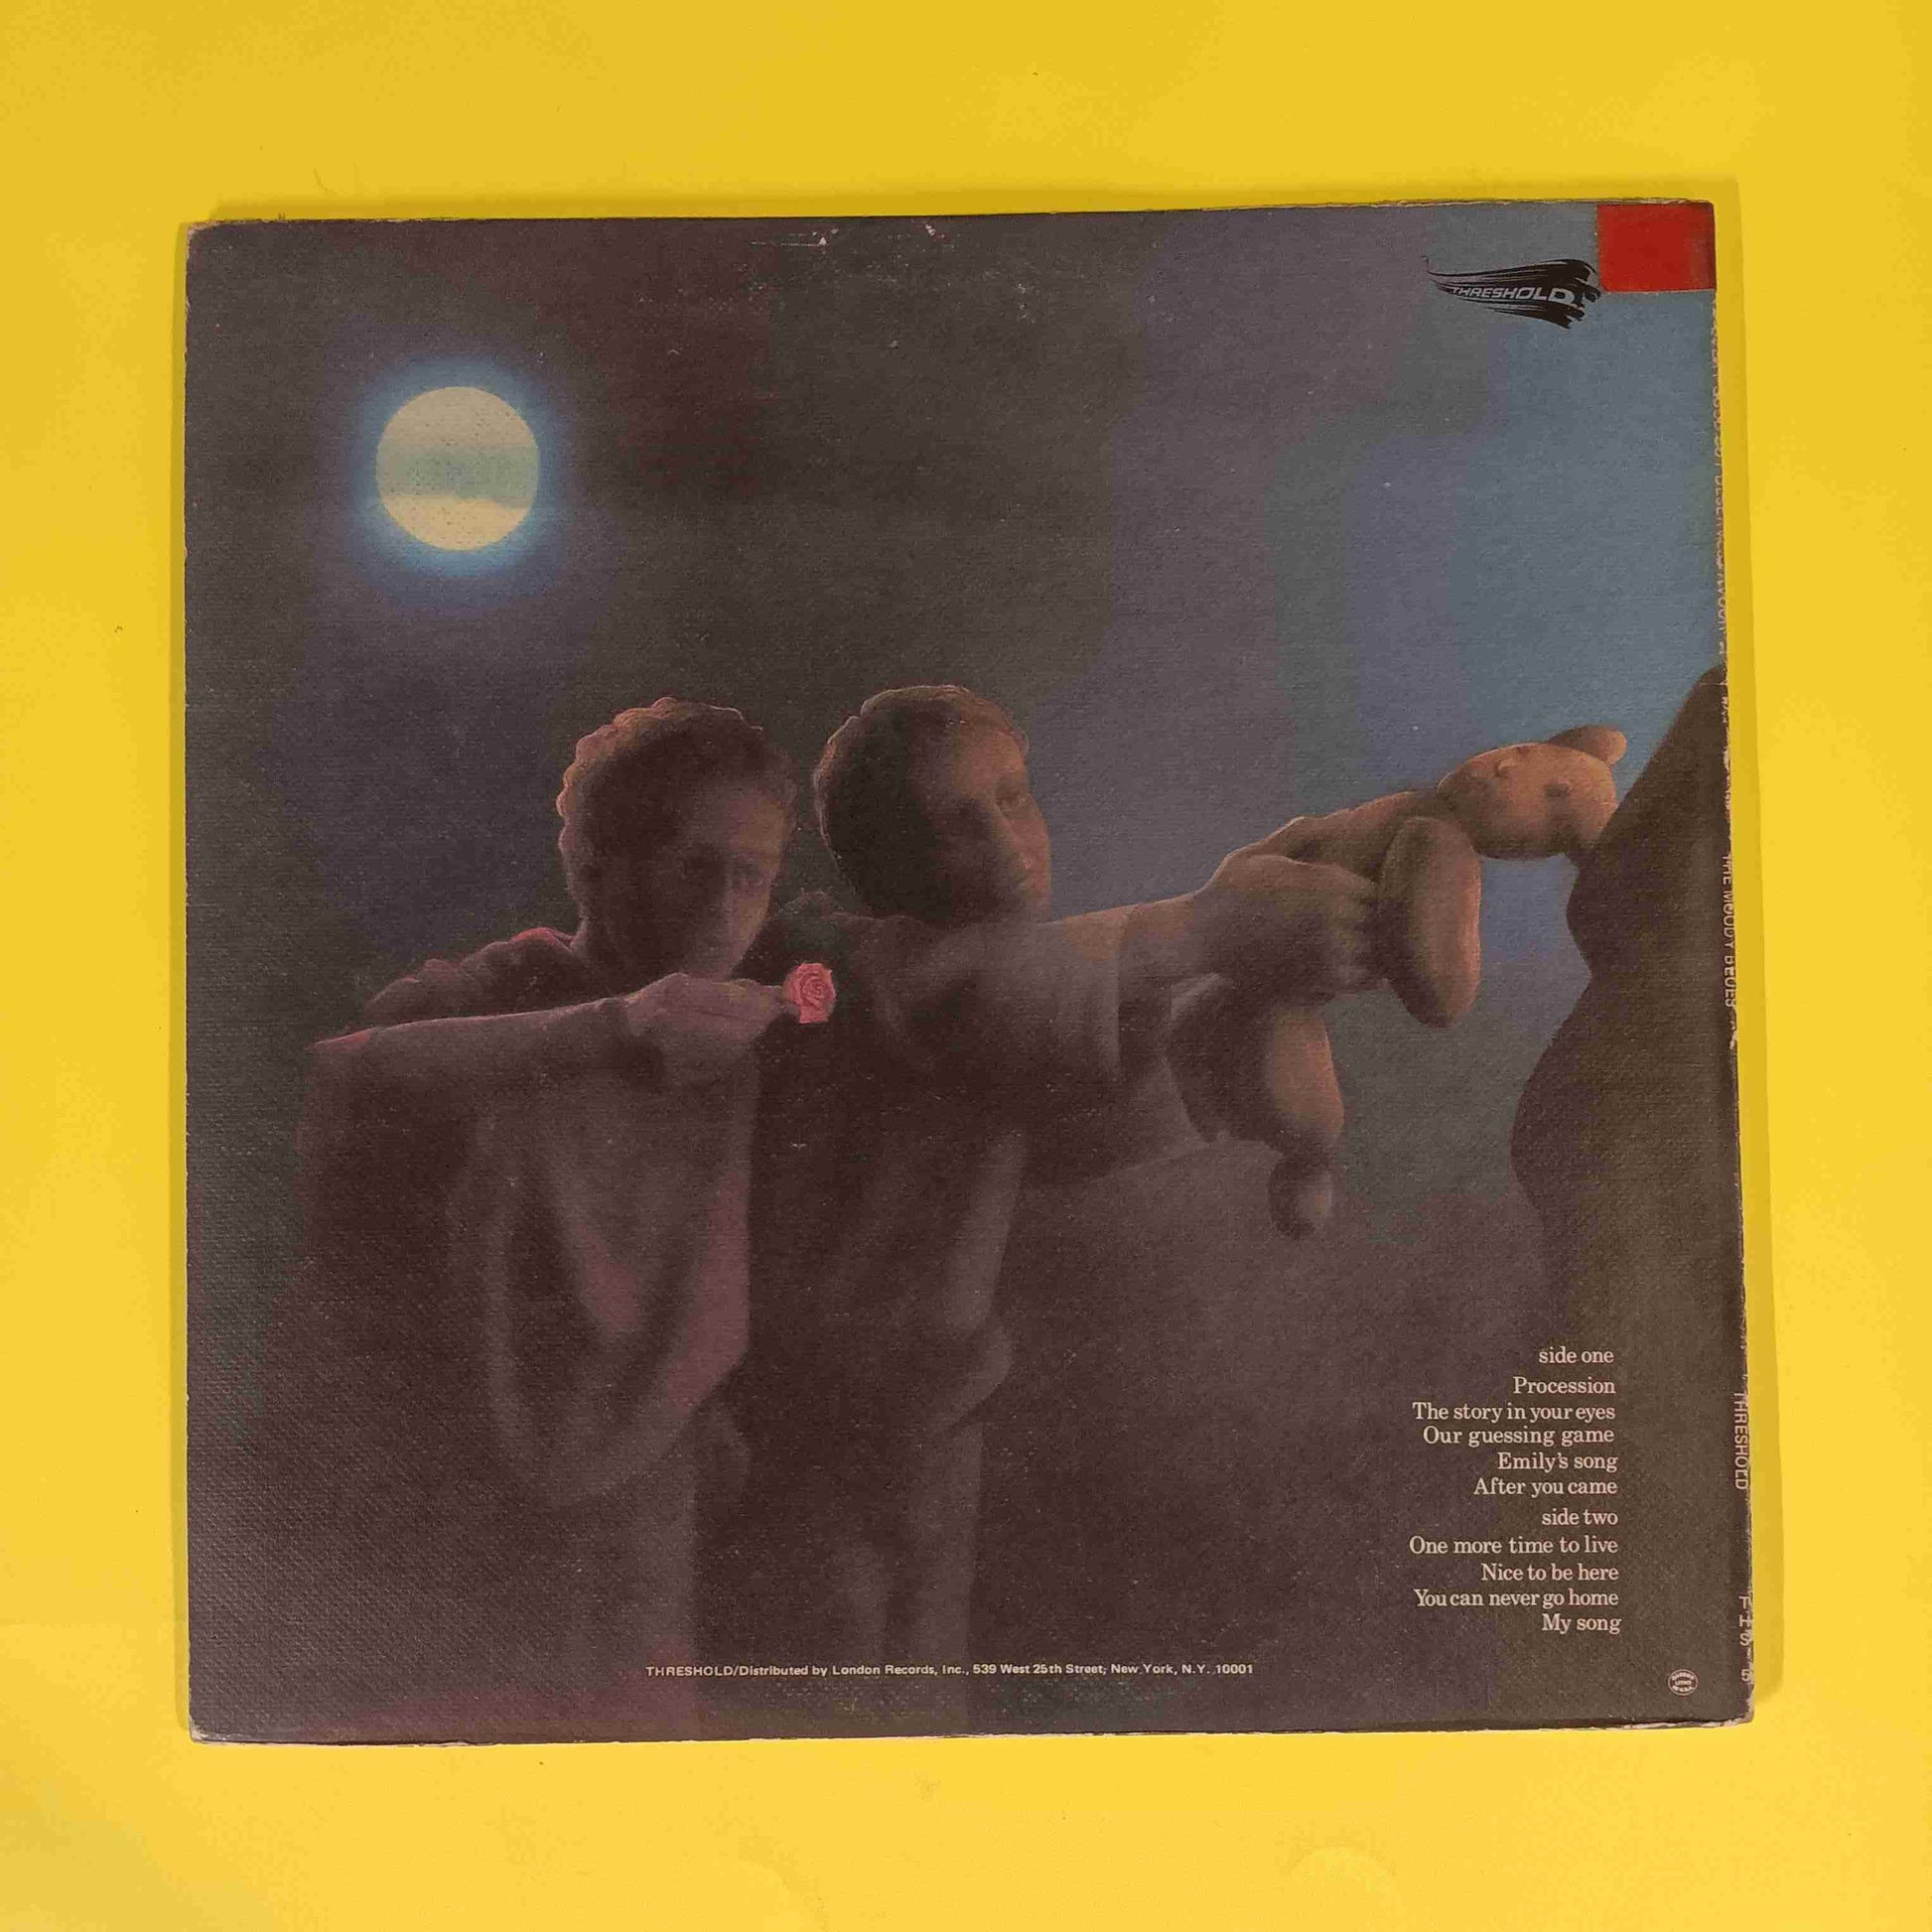 THRESHOLD
side one
Procession
The story in your eyes
Our guessing game
Emily's song
After you came
side two
One more time to live
Nice to be here
You can never go home
My song
THRESHOLD/Distributed by London Records, Inc., 539 West 25th Street, New York, N.Y. 10001
THE MOODY BLUES
THRESHOLD
THS 5